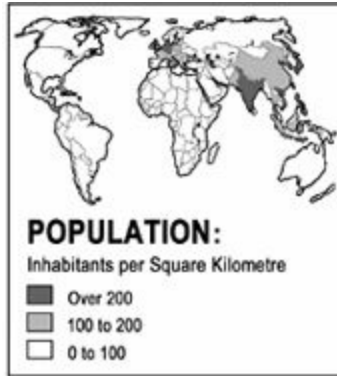 POPULATION:
Inhabitants per Square Kilometre
Over 200
100 to 200
0 to 100